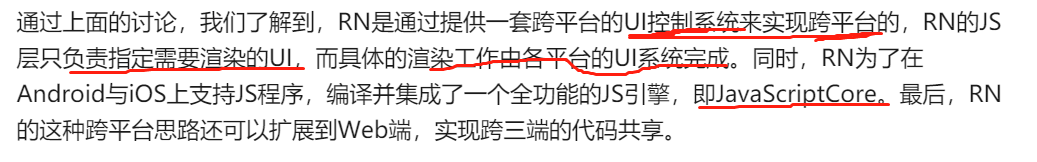 通过上面的讨论，我们了解到，RN是通过提供一套跨平台的UI控制系统来实现跨平台的，RN的JS
层只负责指定需要渲染的UI，而具体的渲染工作由各平台的UI系统完成。同时，RN为了在
Android与iOS上支持JS程序，编译并集成了一个全功能的JS引擎，即JavaScriptCore。最后，RN
的这种跨平台思路还可以扩展到Web端，实现跨三端的代码共享。